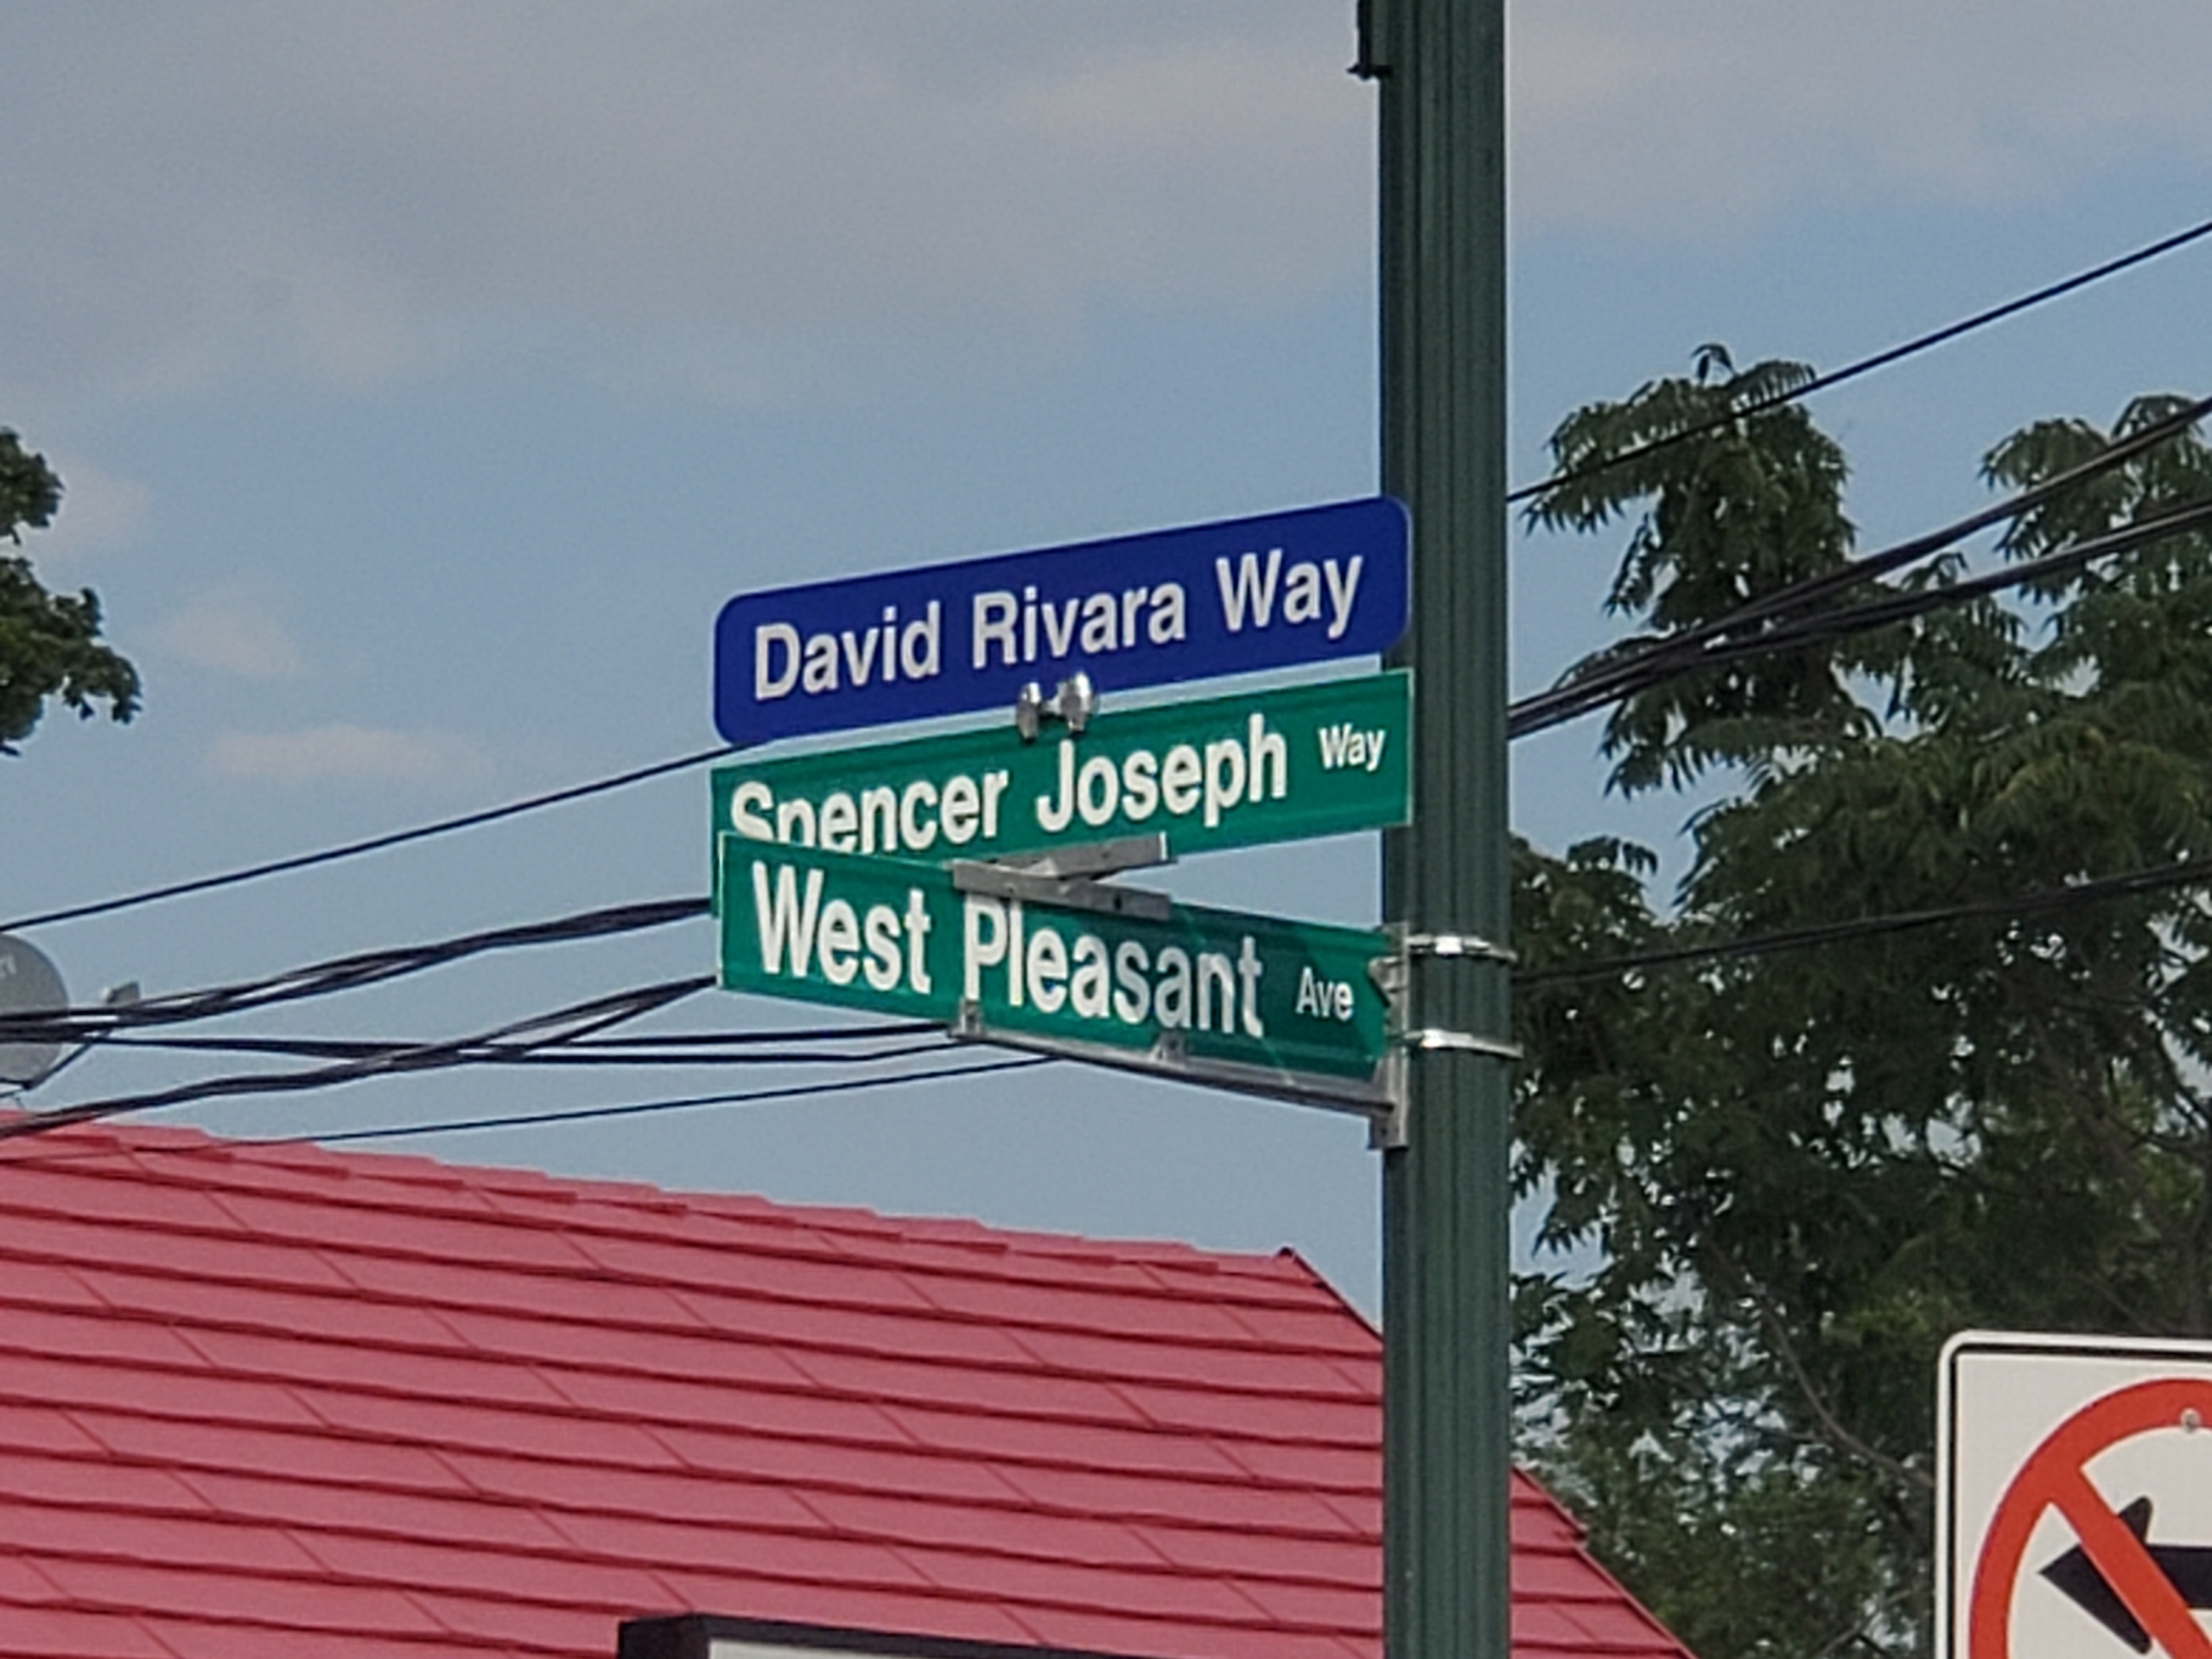 David Rivara Way
Spencer Joseph Way
West Pleasant Ave